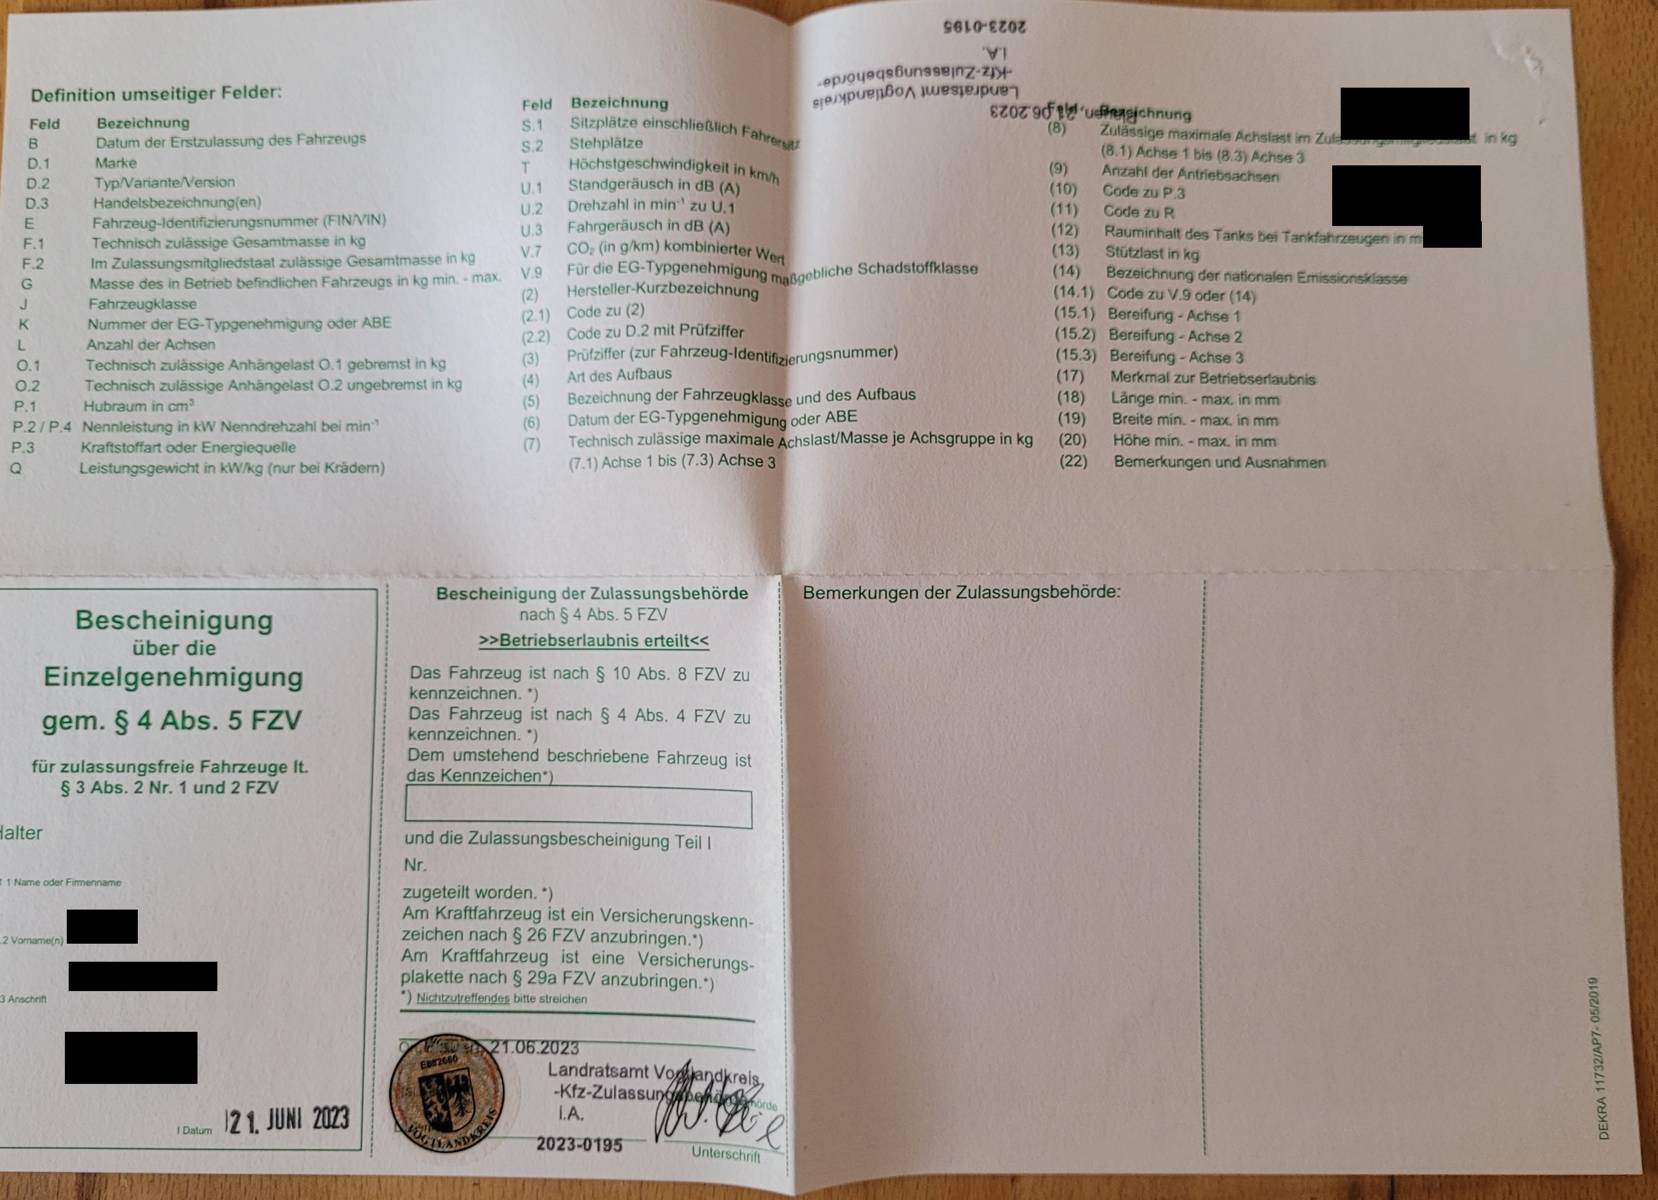 2023-0195
I.A.
-Kfz-Zulassungsbehörde-
Landratsamt Vogtlandkreis
Plauen, 21.06.2023
Definition umseitiger Felder:
Feld Bezeichnung
B Datum der Erstzulassung des Fahrzeugs
D.1 Marke
D.2 Typ/Variante/Version
D.3 Handelsbezeichnung(en)
E Fahrzeug-Identifizierungsnummer (FIN/VIN)
F.1 Technisch zulässige Gesamtmasse in kg
F.2 Im Zulassungsmitgliedstaat zulässige Gesamtmasse in kg
G Masse des in Betrieb befindlichen Fahrzeugs in kg min. - max.
J Fahrzeugklasse
K Nummer der EG-Typgenehmigung oder ABE
L Anzahl der Achsen
O.1 Technisch zulässige Anhängelast O.1 gebremst in kg
O.2 Technisch zulässige Anhängelast O.2 ungebremst in kg
P.1 Hubraum in cm³
P.2 / P.4 Nennleistung in kW Nenndrehzahl bei min⁻¹
P.3 Kraftstoffart oder Energiequelle
Q Leistungsgewicht in kW/kg (nur bei Krädern)
Feld Bezeichnung
S.1 Sitzplätze einschließlich Fahrersitz
S.2 Stehplätze
T Höchstgeschwindigkeit in km/h
U.1 Standgeräusch in dB (A)
U.2 Drehzahl in min⁻¹ zu U.1
U.3 Fahrgeräusch in dB (A)
V.7 CO₂ (in g/km) kombinierter Wert
V.9 Für die EG-Typgenehmigung maßgebliche Schadstoffklasse
(2) Hersteller-Kurzbezeichnung
(2.1) Code zu (2)
(2.2) Code zu D.2 mit Prüfziffer
(3) Prüfziffer (zur Fahrzeug-Identifizierungsnummer)
(4) Art des Aufbaus
(5) Bezeichnung der Fahrzeugklasse und des Aufbaus
(6) Datum der EG-Typgenehmigung oder ABE
(7) Technisch zulässige maximale Achslast/Masse je Achsgruppe in kg
(7.1) Achse 1 bis (7.3) Achse 3
Feld Bezeichnung
(8) Zulässige maximale Achslast im Zulassungsmitgliedstaat in kg
(8.1) Achse 1 bis (8.3) Achse 3
(9) Anzahl der Antriebsachsen
(10) Code zu P.3
(11) Code zu R
(12) Rauminhalt des Tanks bei Tankfahrzeugen in m
(13) Stützlast in kg
(14) Bezeichnung der nationalen Emissionsklasse
(14.1) Code zu V.9 oder (14)
(15.1) Bereifung - Achse 1
(15.2) Bereifung - Achse 2
(15.3) Bereifung - Achse 3
(17) Merkmal zur Betriebserlaubnis
(18) Länge min. - max. in mm
(19) Breite min. - max. in mm
(20) Höhe min. - max. in mm
(22) Bemerkungen und Ausnahmen
Bescheinigung
über die
Einzelgenehmigung
gem. § 4 Abs. 5 FZV
für zulassungsfreie Fahrzeuge lt.
§ 3 Abs. 2 Nr. 1 und 2 FZV
Halter
1 Name oder Firmenname
.2 Vorname(n)
3 Anschrift
I Datum 21. JUNI 2023
Bescheinigung der Zulassungsbehörde
nach § 4 Abs. 5 FZV
>>Betriebserlaubnis erteilt<<
Das Fahrzeug ist nach § 10 Abs. 8 FZV zu
kennzeichnen. *)
Das Fahrzeug ist nach § 4 Abs. 4 FZV zu
kennzeichnen. *)
Dem umstehend beschriebene Fahrzeug ist
das Kennzeichen*)
und die Zulassungsbescheinigung Teil I
Nr.
zugeteilt worden. *)
Am Kraftfahrzeug ist ein Versicherungskenn-
zeichen nach § 26 FZV anzubringen.*)
Am Kraftfahrzeug ist eine Versicherungs-
plakette nach § 29a FZV anzubringen.*)
*) Nichtzutreffendes bitte streichen
21.06.2023
Landratsamt Vogtlandkreis
-Kfz-Zulassungsbehörde-
I.A.
2023-0195
Unterschrift
VOGTLANDKREIS
Bemerkungen der Zulassungsbehörde:
DEKRA 11732/AP7- 05/2019